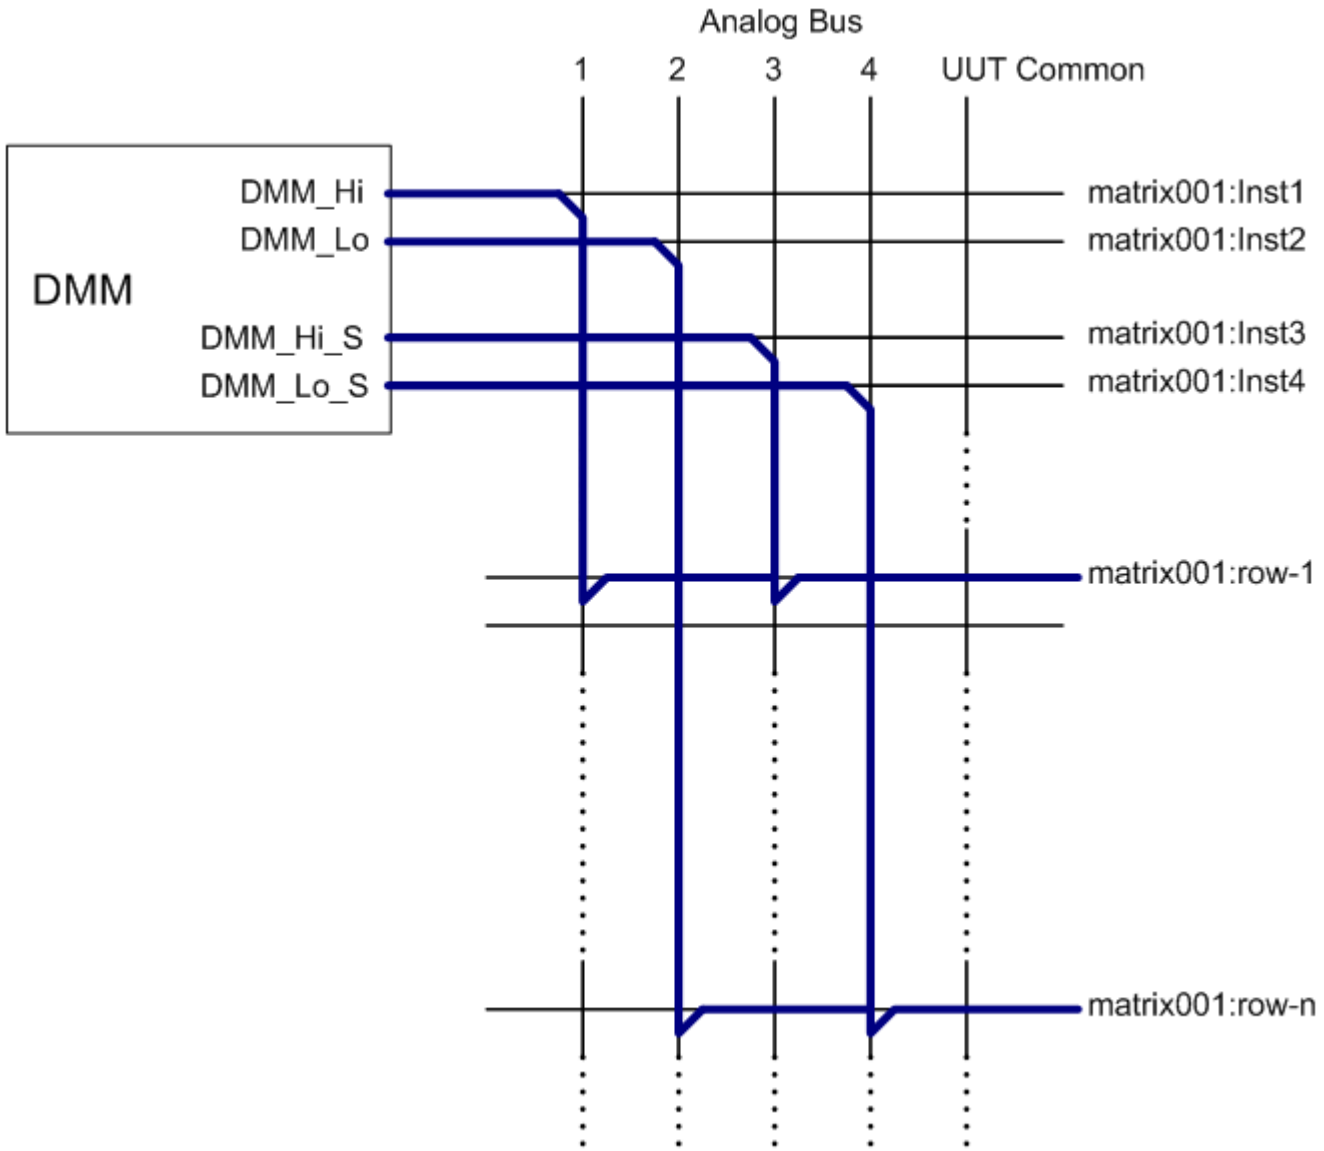 Analog Bus
1 2 3 4 UUT Common
DMM_Hi matrix001:Inst1
DMM_Lo matrix001:Inst2
DMM
DMM_Hi_S matrix001:Inst3
DMM_Lo_S matrix001:Inst4
matrix001:row-1
matrix001:row-n